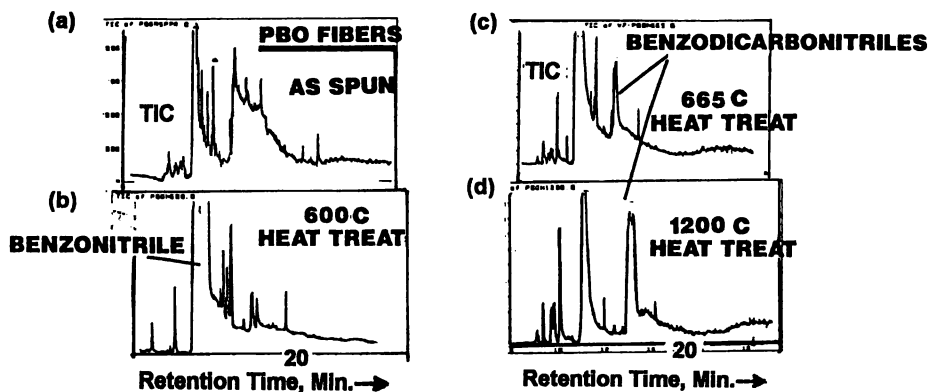 (a)
PBO FIBERS
AS SPUN
TIC
(b)
600 C
HEAT TREAT
BENZONITRILE
20
Retention Time, Min.→
(c)
BENZODICARBONITRILES
TIC
665 C
HEAT TREAT
(d)
1200 C
HEAT TREAT
20
Retention Time, Min.→